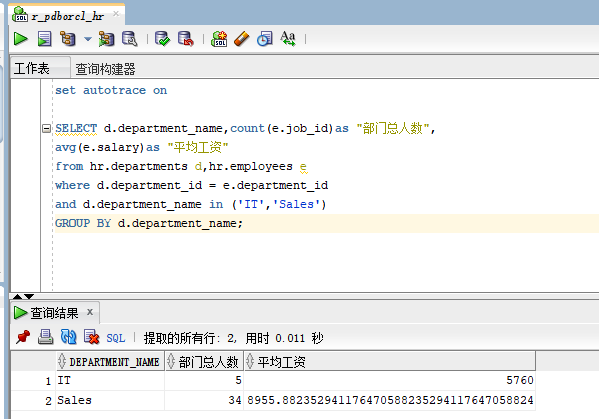 r_pdborcl_hr
工作表 查询构建器
set autotrace on
SELECT d.department_name,count(e.job_id)as "部门总人数",
avg(e.salary)as "平均工资"
from hr.departments d,hr.employees e
where d.department_id = e.department_id
and d.department_name in ('IT','Sales')
GROUP BY d.department_name;
查询结果 x
SQL | 提取的所有行: 2, 用时 0.011 秒
DEPARTMENT_NAME 部门总人数 平均工资
1 IT 5 5760
2 Sales 34 8955.88235294117647058823529411764705882 4